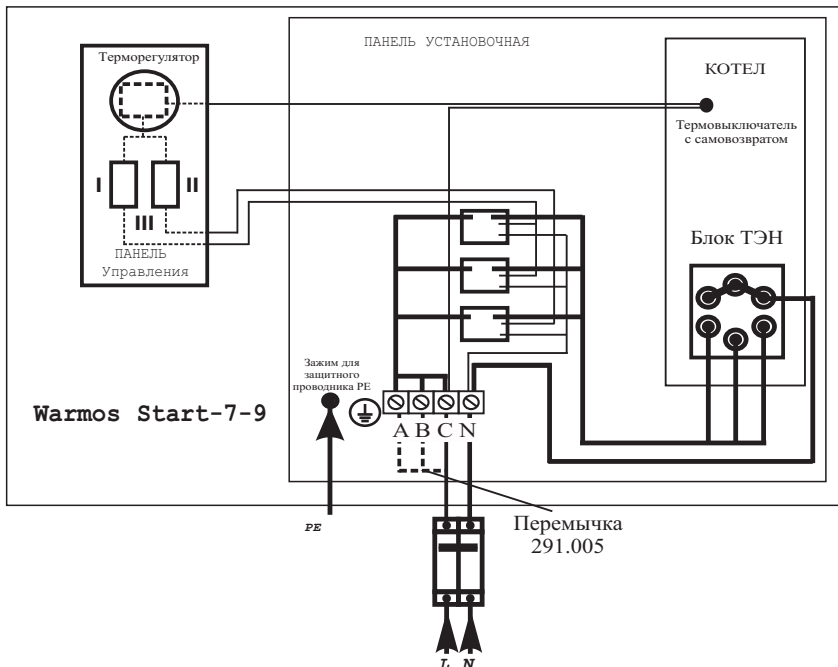 ПАНЕЛЬ УСТАНОВОЧНАЯ
Терморегулятор
КОТЕЛ
Термовыключатель
с самовозвратом
I
II
III
ПАНЕЛЬ
Управления
Блок ТЭН
Зажим для
защитного
проводника PE
Warmos Start-7-9
A B C N
PE
Перемычка
291.005
L N